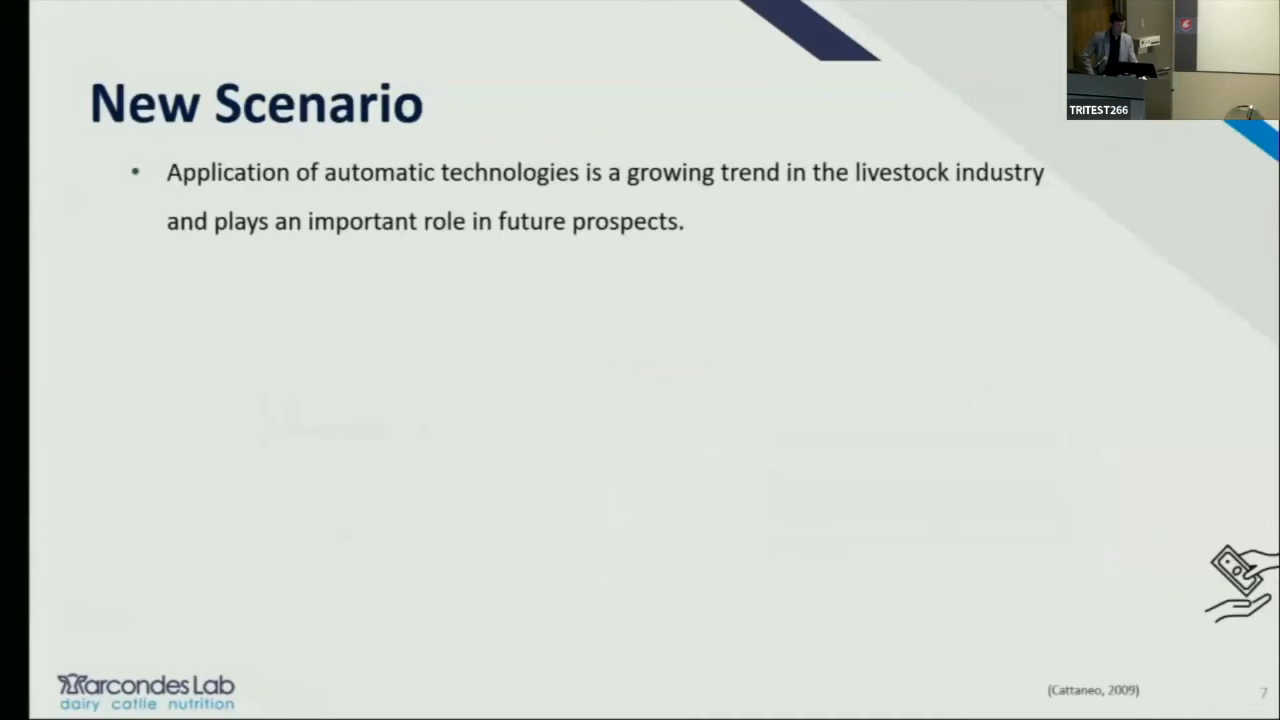 TRITEST266
New Scenario
• Application of automatic technologies is a growing trend in the livestock industry
and plays an important role in future prospects.
Marcondes Lab
dairy cattle nutrition
(Cattaneo, 2009)
7